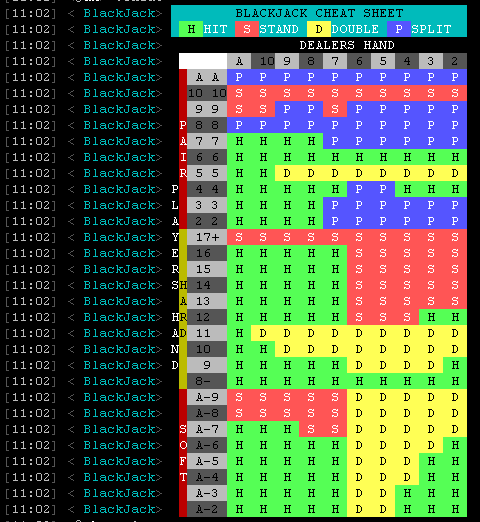 [11:02] < BlackJack> BLACKJACK CHEAT SHEET
[11:02] < BlackJack> H HIT S STAND D DOUBLE P SPLIT
[11:02] < BlackJack> DEALERS HAND
[11:02] < BlackJack> A 10 9 8 7 6 5 4 3 2
[11:02] < BlackJack> A A P P P P P P P P P P
[11:02] < BlackJack> 10 10 S S S S S S S S S S
[11:02] < BlackJack> 9 9 S S P P S P P P P P
[11:02] < BlackJack> P 8 8 P P P P P P P P P P
[11:02] < BlackJack> A 7 7 H H H H P P P P P P
[11:02] < BlackJack> I 6 6 H H H H H H H H H H
[11:02] < BlackJack> R 5 5 H H D D D D D D D D
[11:02] < BlackJack> P 4 4 H H H H H P P H H H
[11:02] < BlackJack> L 3 3 H H H H P P P P P P
[11:02] < BlackJack> A 2 2 H H H H P P P P P P
[11:02] < BlackJack> Y 17+ S S S S S S S S S S
[11:02] < BlackJack> E 16 H H H H H S S S S S
[11:02] < BlackJack> R 15 H H H H H S S S S S
[11:02] < BlackJack> S H 14 H H H H H S S S S S
[11:02] < BlackJack> A 13 H H H H H S S S S S
[11:02] < BlackJack> H R 12 H H H H H S S S H H
[11:02] < BlackJack> A D 11 H D D D D D D D D D
[11:02] < BlackJack> N 10 H H D D D D D D D D
[11:02] < BlackJack> D 9 H H H H H D D D D H
[11:02] < BlackJack> 8- H H H H H H H H H H
[11:02] < BlackJack> A-9 S S S S S D D D D D
[11:02] < BlackJack> A-8 S S S S S D D D D D
[11:02] < BlackJack> S A-7 H H H S S D D D D D
[11:02] < BlackJack> O A-6 H H H H H D D D D H
[11:02] < BlackJack> F A-5 H H H H H D D D H H
[11:02] < BlackJack> T A-4 H H H H H D D D H H
[11:02] < BlackJack> A-3 H H H H H D D H H H
[11:02] < BlackJack> A-2 H H H H H D D H H H